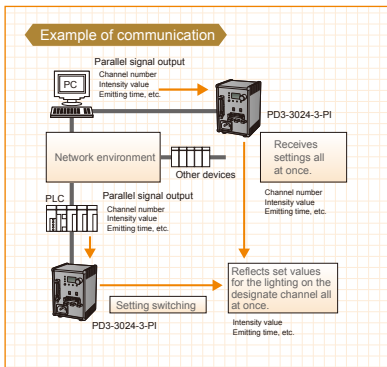 Example of communication
Parallel signal output
Channel number
Intensity value
Emitting time, etc.
PC
PD3-3024-3-PI
Network environment
Other devices
Receives
settings all
at once.
Channel number
Intensity value
Emitting time, etc.
PLC
Parallel signal output
Channel number
Intensity value
Emitting time, etc.
Reflects set values
for the lighting on the
designate channel all
at once.
Setting switching
PD3-3024-3-PI
Intensity value
Emitting time, etc.